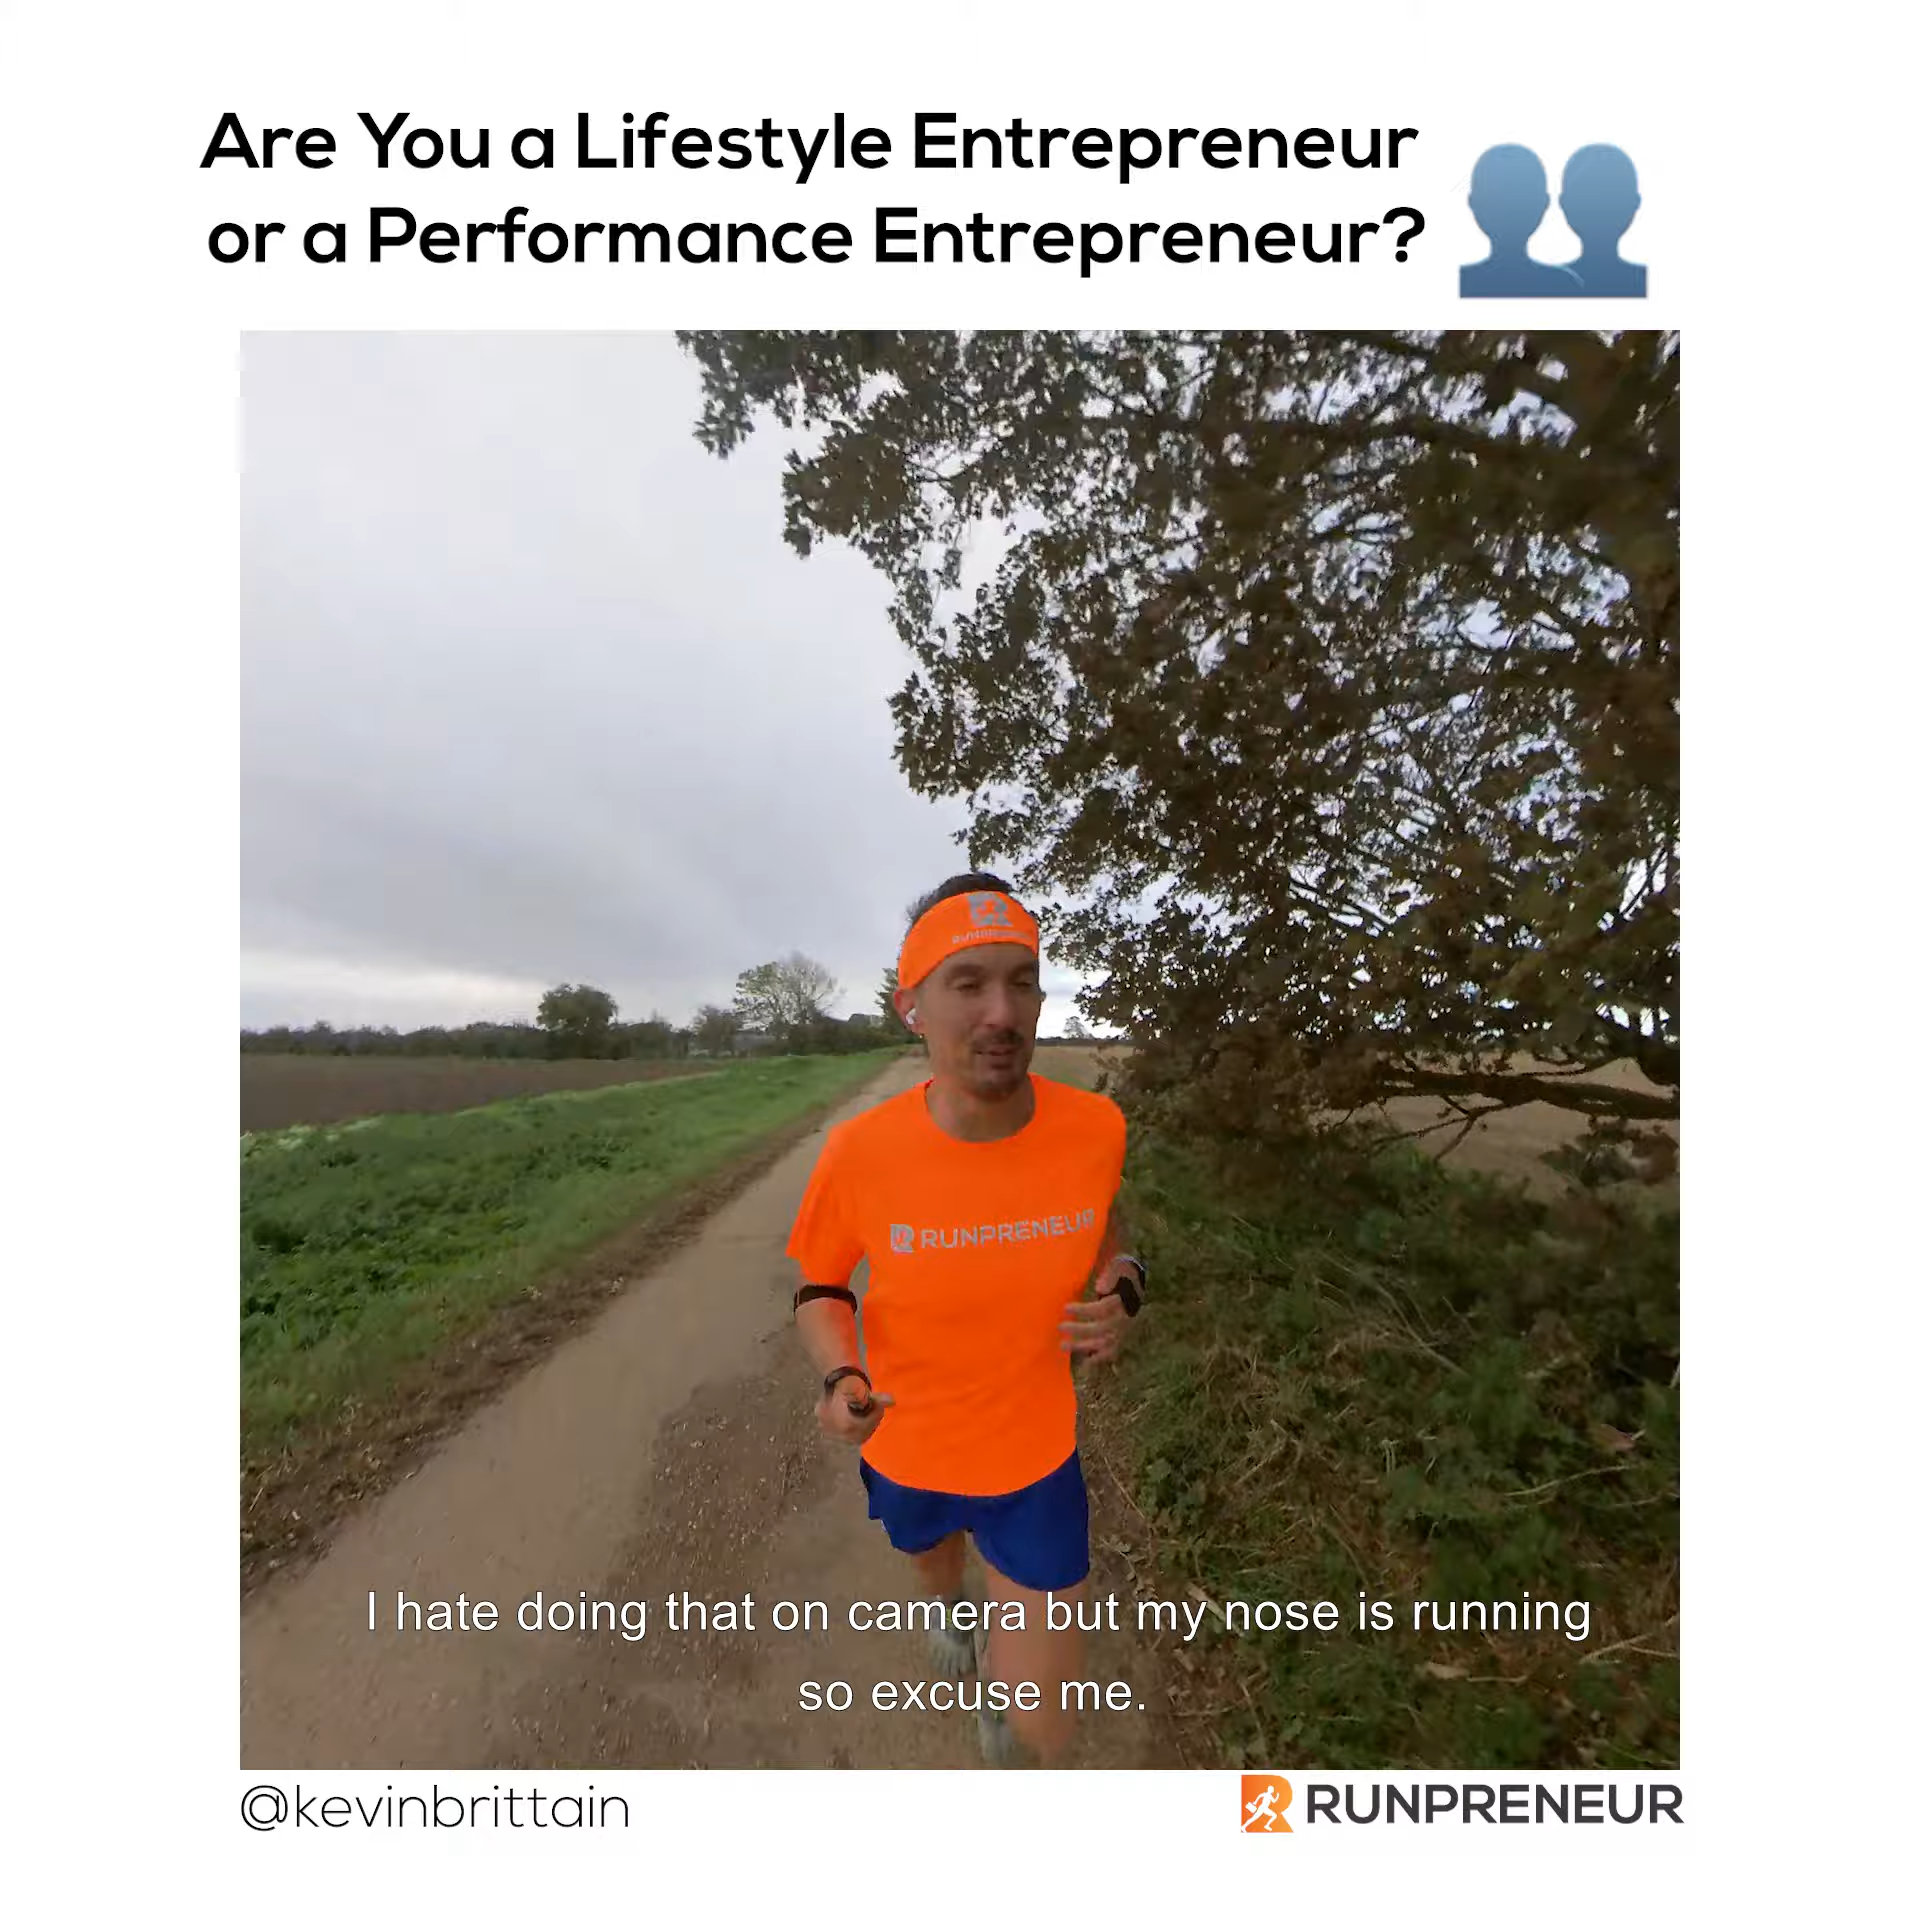 Are You a Lifestyle Entrepreneur
or a Performance Entrepreneur?
RUNPRENEUR
I hate doing that on camera but my nose is running
so excuse me.
@kevinbrittain
RUNPRENEUR